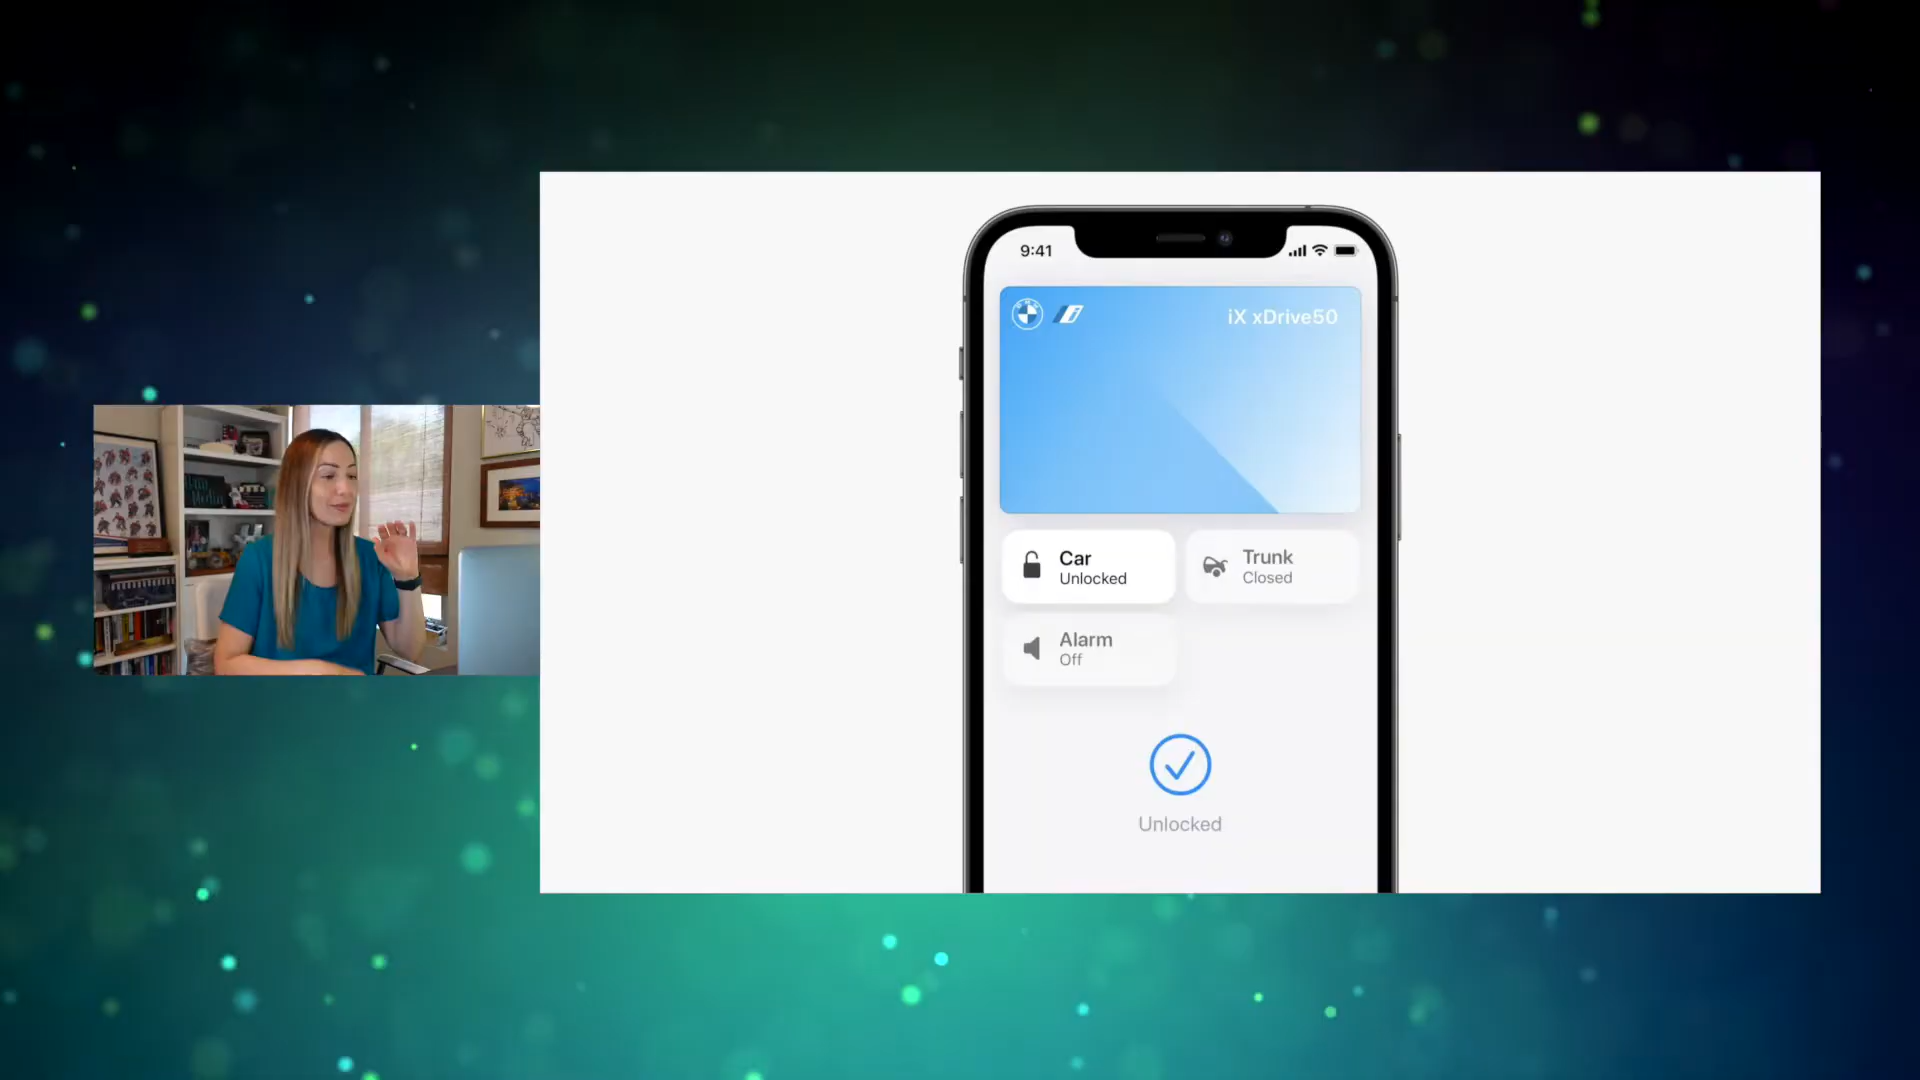 9:41
iX xDrive50
Car
Unlocked
Trunk
Closed
Alarm
Off
Unlocked